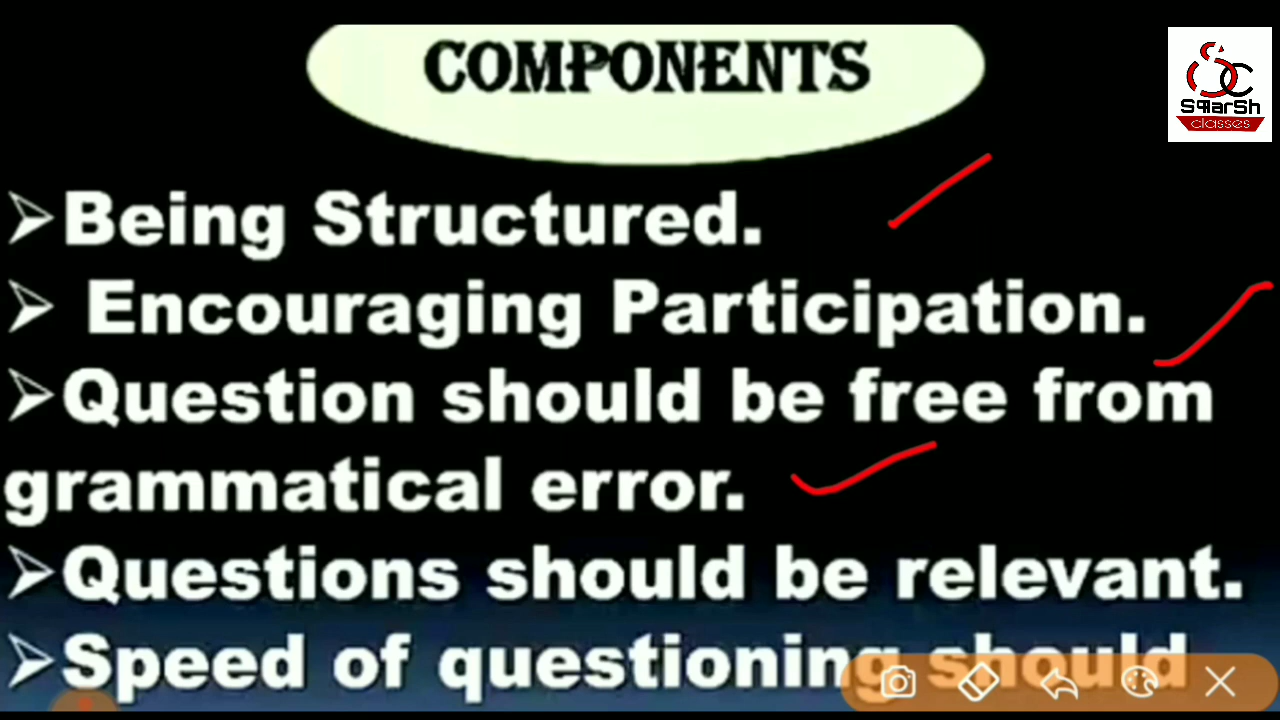 COMPONENTS
SParSh
classes
➢Being Structured.
➢ Encouraging Participation.
➢Question should be free from
grammatical error.
➢Questions should be relevant.
➢Speed of questioning should